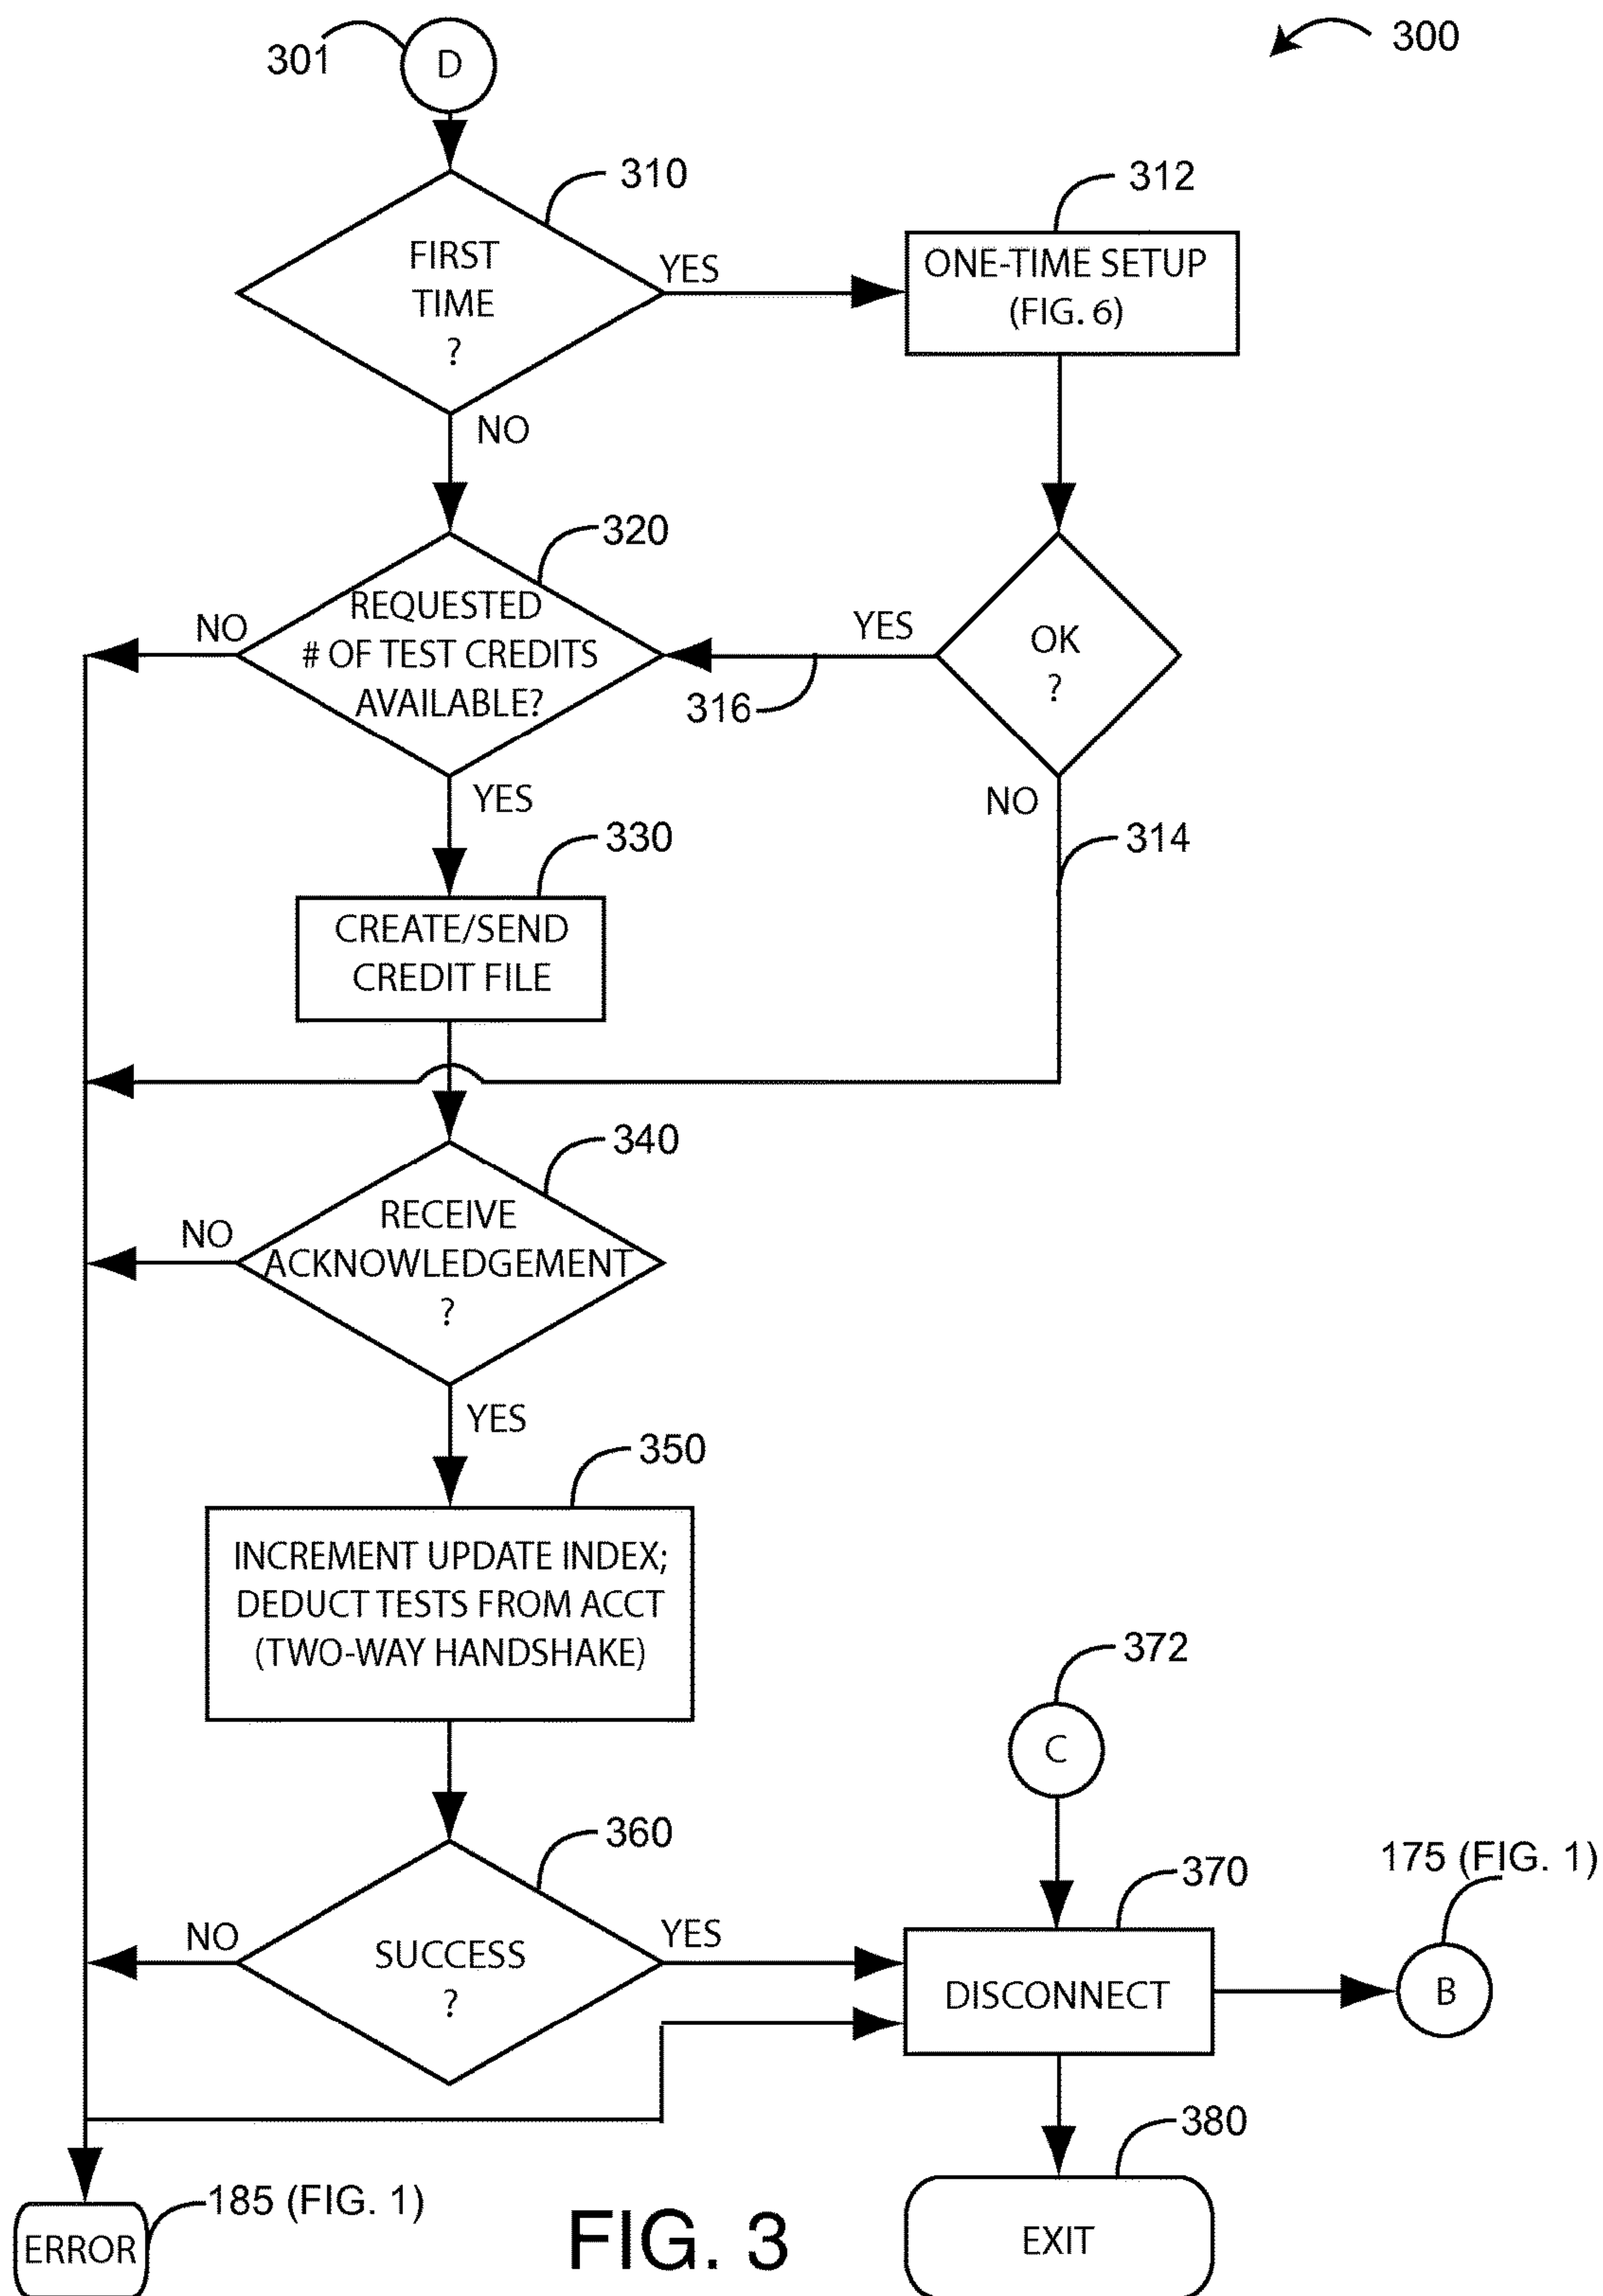 301
D
300
310
312
FIRST
TIME
?
YES
ONE-TIME SETUP
(FIG. 6)
NO
320
REQUESTED
# OF TEST CREDITS
AVAILABLE?
NO
YES
316
OK
?
YES
NO
314
330
CREATE/SEND
CREDIT FILE
340
RECEIVE
ACKNOWLEDGEMENT
?
NO
YES
350
INCREMENT UPDATE INDEX;
DEDUCT TESTS FROM ACCT
(TWO-WAY HANDSHAKE)
372
C
360
370
175 (FIG. 1)
NO
SUCCESS
?
YES
DISCONNECT
B
380
185 (FIG. 1)
ERROR
FIG. 3
EXIT